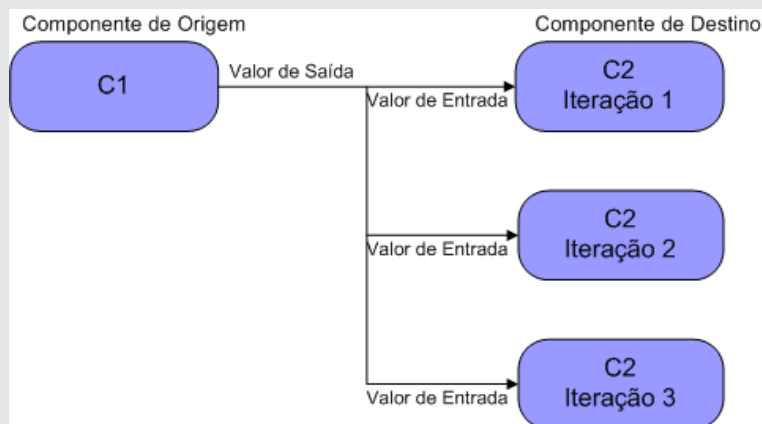 Componente de Origem
Componente de Destino
C1
Valor de Saída
Valor de Entrada
C2
Iteração 1
Valor de Entrada
C2
Iteração 2
Valor de Entrada
C2
Iteração 3